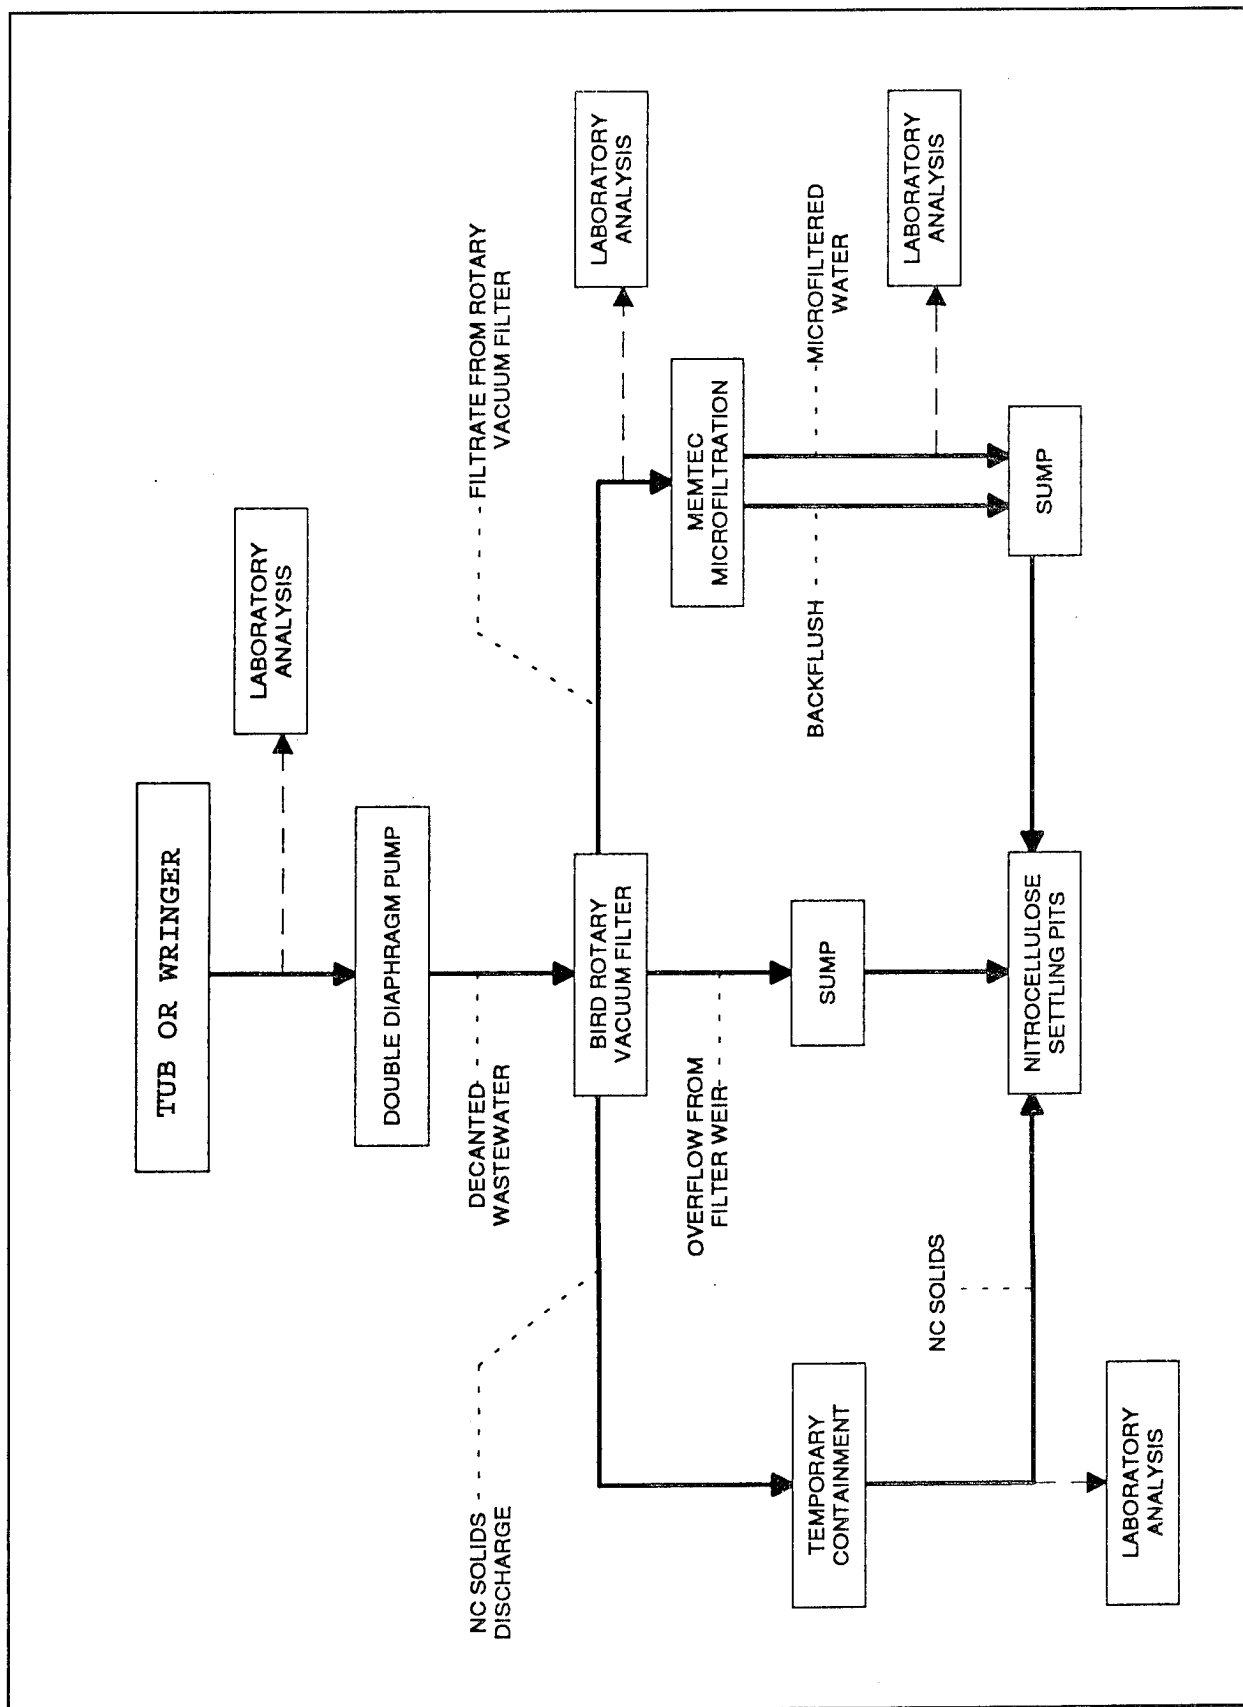 TUB OR WRINGER
LABORATORY
ANALYSIS
DOUBLE DIAPHRAGM PUMP
DECANTED
WASTEWATER
NC SOLIDS
DISCHARGE
FILTRATE FROM ROTARY
VACUUM FILTER
BIRD ROTARY
VACUUM FILTER
LABORATORY
ANALYSIS
OVERFLOW FROM
FILTER WEIR
MEMTEC
MICROFILTRATION
TEMPORARY
CONTAINMENT
SUMP
BACKFLUSH
MICROFILTERED
WATER
LABORATORY
ANALYSIS
NC SOLIDS
NITROCELLULOSE
SETTLING PITS
SUMP
LABORATORY
ANALYSIS